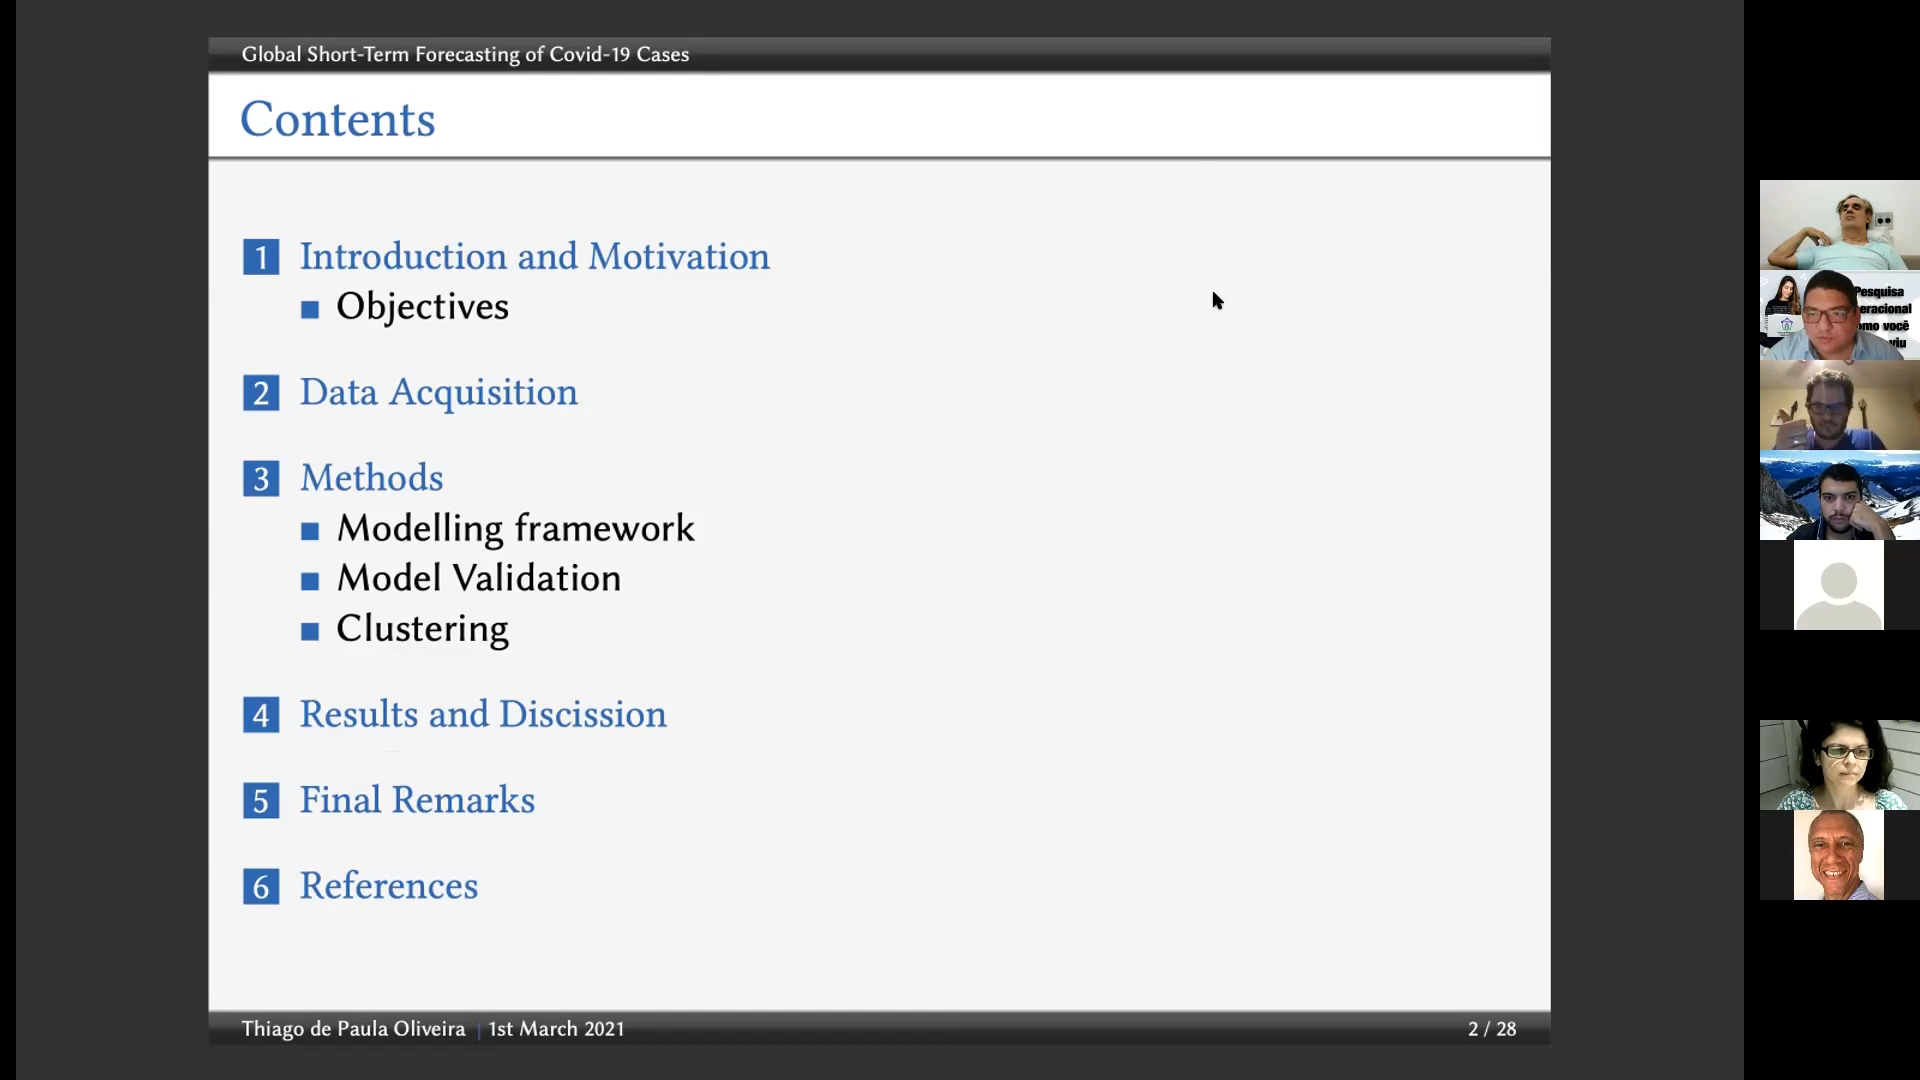 Global Short-Term Forecasting of Covid-19 Cases
Contents
1 Introduction and Motivation
Objectives
2 Data Acquisition
3 Methods
Modelling framework
Model Validation
Clustering
4 Results and Discission
5 Final Remarks
6 References
Thiago de Paula Oliveira | 1st March 2021
2 / 28
Pesquisa
eracional
omo você
viu